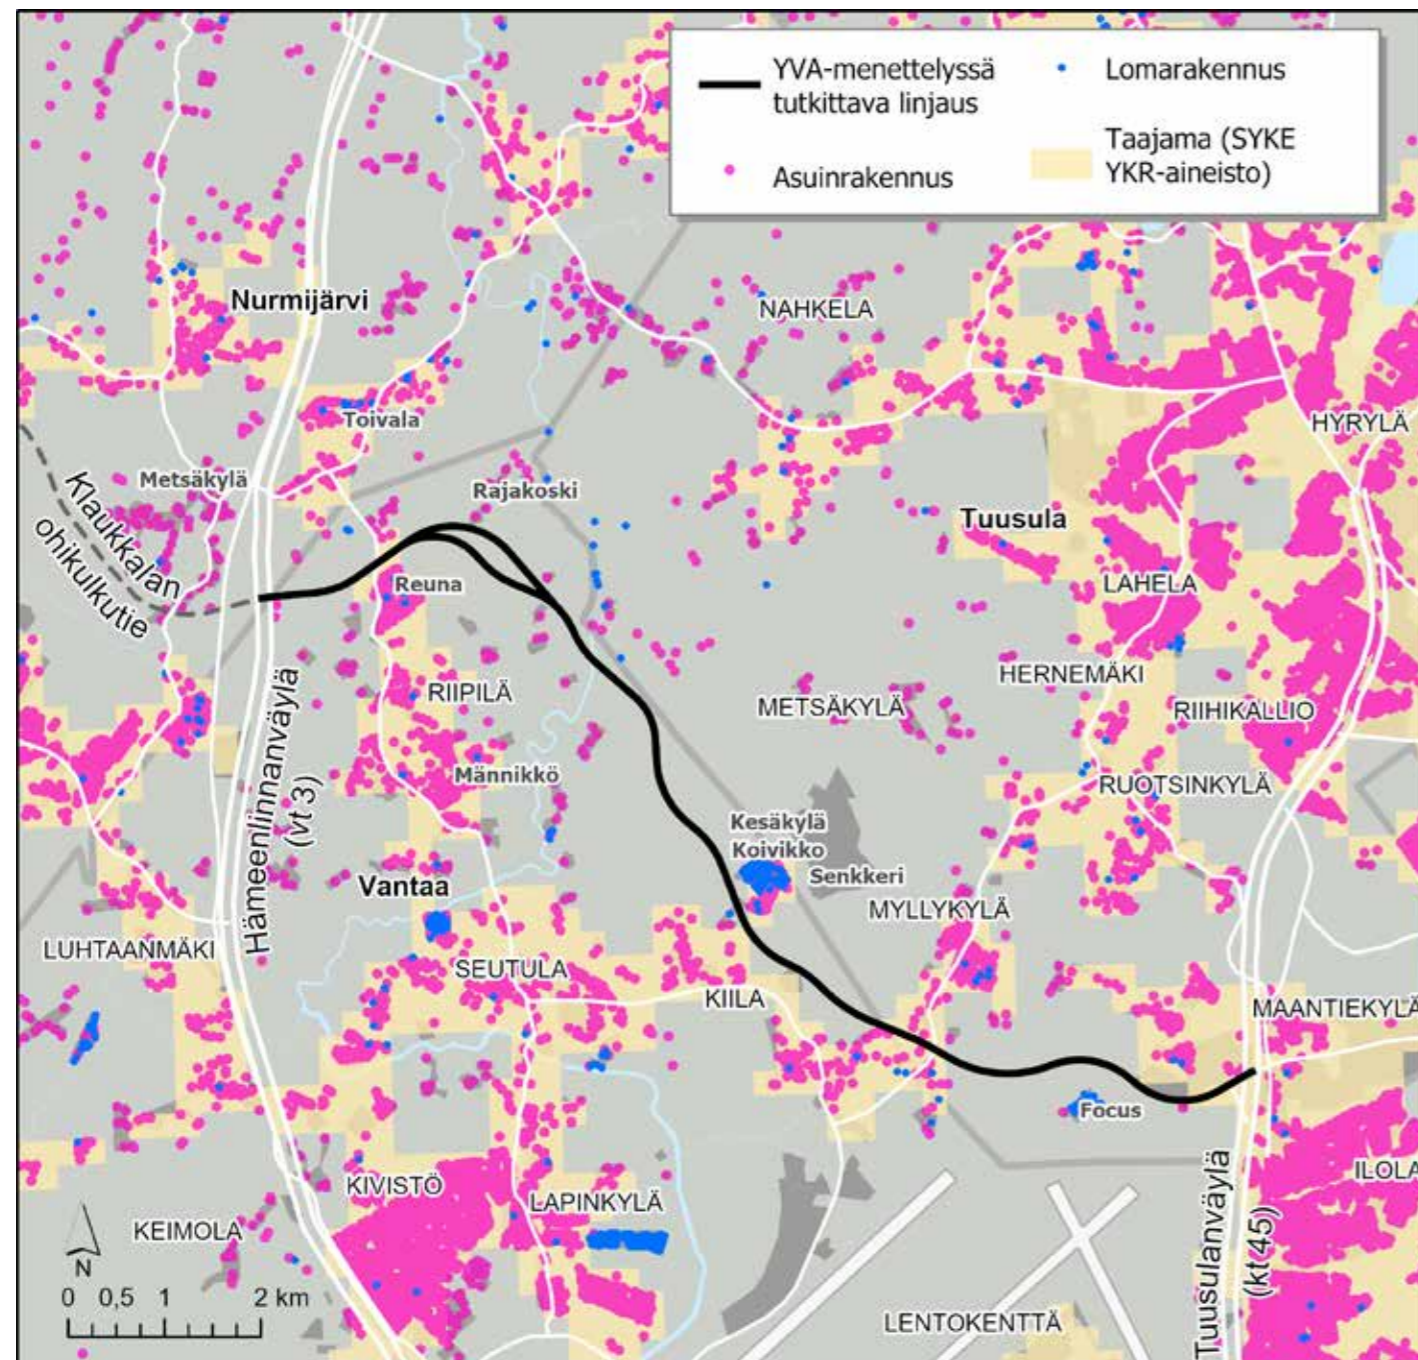 YVA-menettelyssä
tutkittava linjaus
Asuinrakennus
Lomarakennus
Taajama (SYKE
YKR-aineisto)
Nurmijärvi
NAHKELA
Toivala
HYRYLÄ
Metsäkylä
Rajakoski
Klaukkalan
ohikulkutie
Tuusula
Reuna
LAHELA
HERNEMÄKI
RIIPILÄ
METSÄKYLÄ
RIIHIKALLIO
Hämeenlinnanväylä
(vt 3)
Männikkö
RUOTSINKYLÄ
Kesäkylä
Koivikko
Senkkeri
Vantaa
MYLLYKYLÄ
LUHTAANMÄKI
SEUTULA
KIILA
MAANTIEKYLÄ
Focus
KIVISTÖ
LAPINKYLÄ
ILOLA
KEIMOLA
Tuusulanväylä
(kt 45)
LENTOKENTTÄ
N
0 0,5 1 2 km